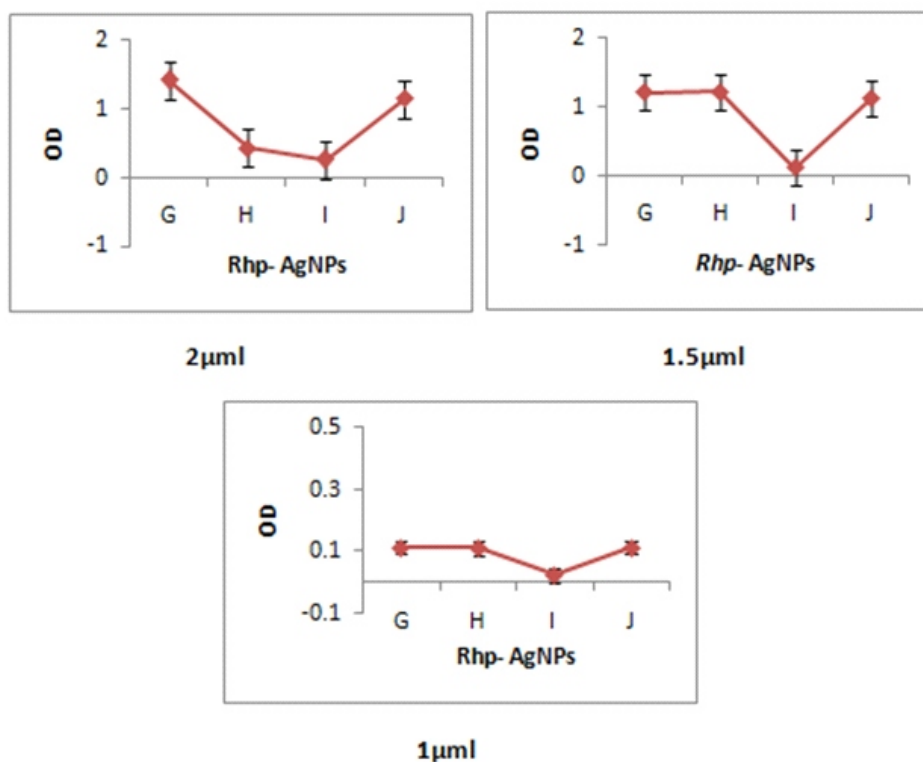 2
1
0
-1
OD
G H I J
Rhp- AgNPs
2µml
2
1
0
-1
OD
G H I J
Rhp- AgNPs
1.5µml
0.5
0.3
0.1
-0.1
OD
G H I J
Rhp- AgNPs
1µml